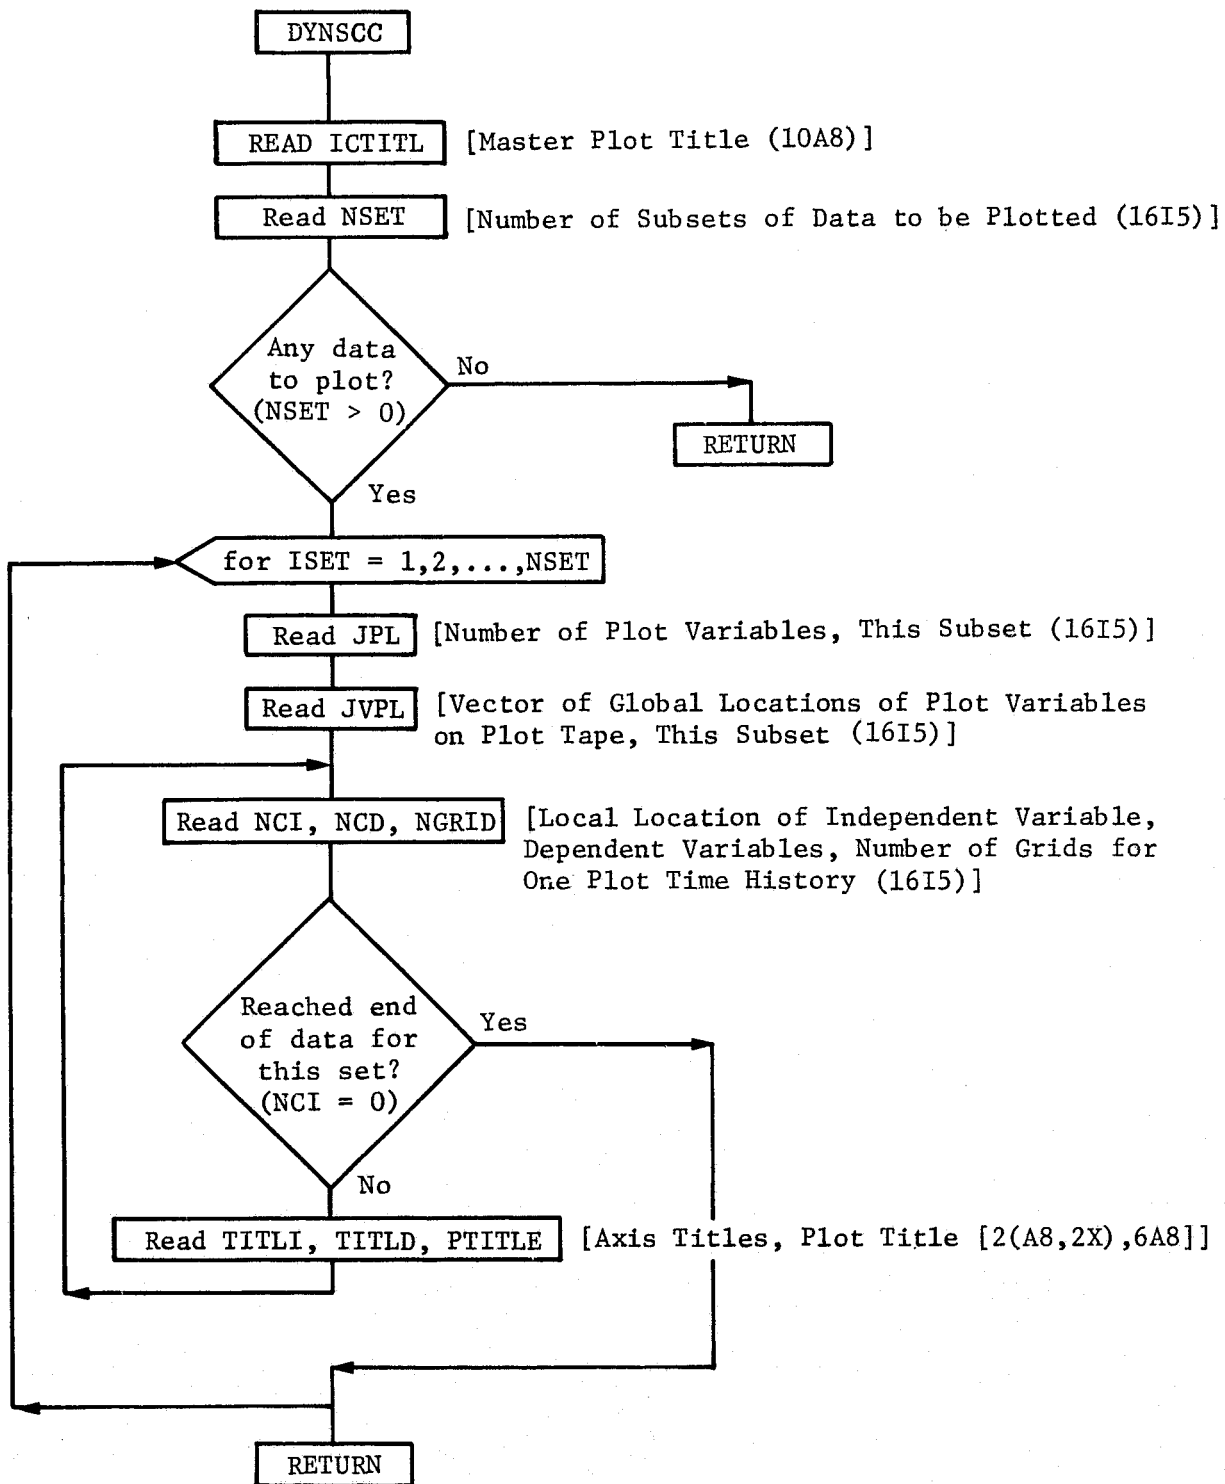 DYNSCC
READ ICTITL
[Master Plot Title (10A8)]
Read NSET
[Number of Subsets of Data to be Plotted (16I5)]
Any data
to plot?
(NSET > 0)
No
RETURN
Yes
for ISET = 1,2,...,NSET
Read JPL
[Number of Plot Variables, This Subset (16I5)]
Read JVPL
[Vector of Global Locations of Plot Variables
on Plot Tape, This Subset (16I5)]
Read NCI, NCD, NGRID
[Local Location of Independent Variable,
Dependent Variables, Number of Grids for
One Plot Time History (16I5)]
Reached end
of data for
this set?
(NCI = 0)
Yes
No
Read TITLI, TITLD, PTITLE
[Axis Titles, Plot Title [2(A8,2X),6A8]]
RETURN